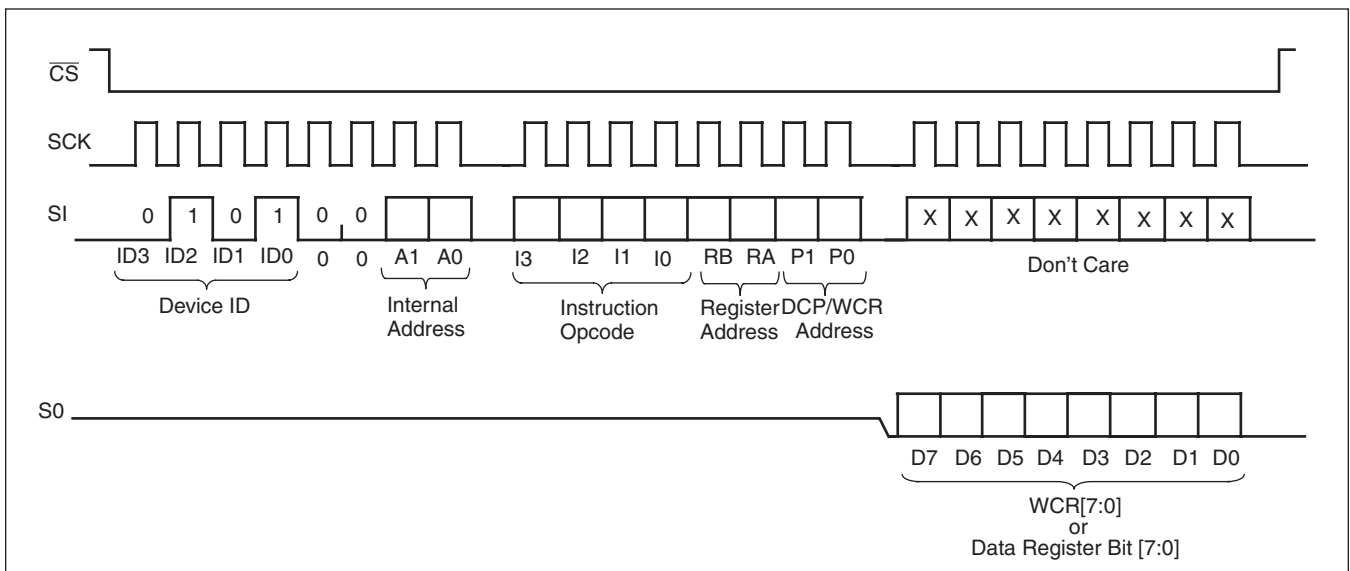 CS
SCK
SI
0 1 0 1 0 0
X X X X X X X X
ID3 ID2 ID1 ID0 0 0 A1 A0 I3 I2 I1 I0 RB RA P1 P0
Don't Care
Device ID
Internal
Address
Instruction
Opcode
Register
Address
DCP/WCR
Address
S0
D7 D6 D5 D4 D3 D2 D1 D0
WCR[7:0]
or
Data Register Bit [7:0]